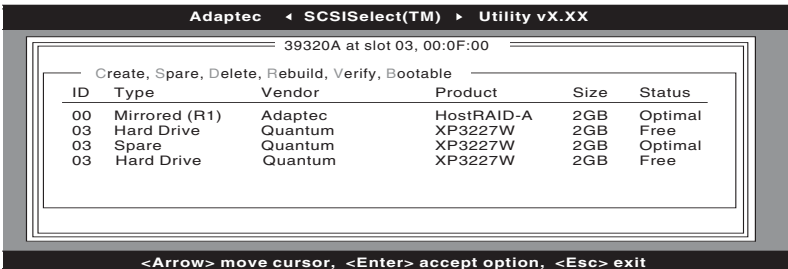 Adaptec ◂ SCSISelect(TM) ▸ Utility vX.XX
39320A at slot 03, 00:0F:00
Create, Spare, Delete, Rebuild, Verify, Bootable
ID Type Vendor Product Size Status
00 Mirrored (R1) Adaptec HostRAID-A 2GB Optimal
03 Hard Drive Quantum XP3227W 2GB Free
03 Spare Quantum XP3227W 2GB Optimal
03 Hard Drive Quantum XP3227W 2GB Free
<Arrow> move cursor, <Enter> accept option, <Esc> exit